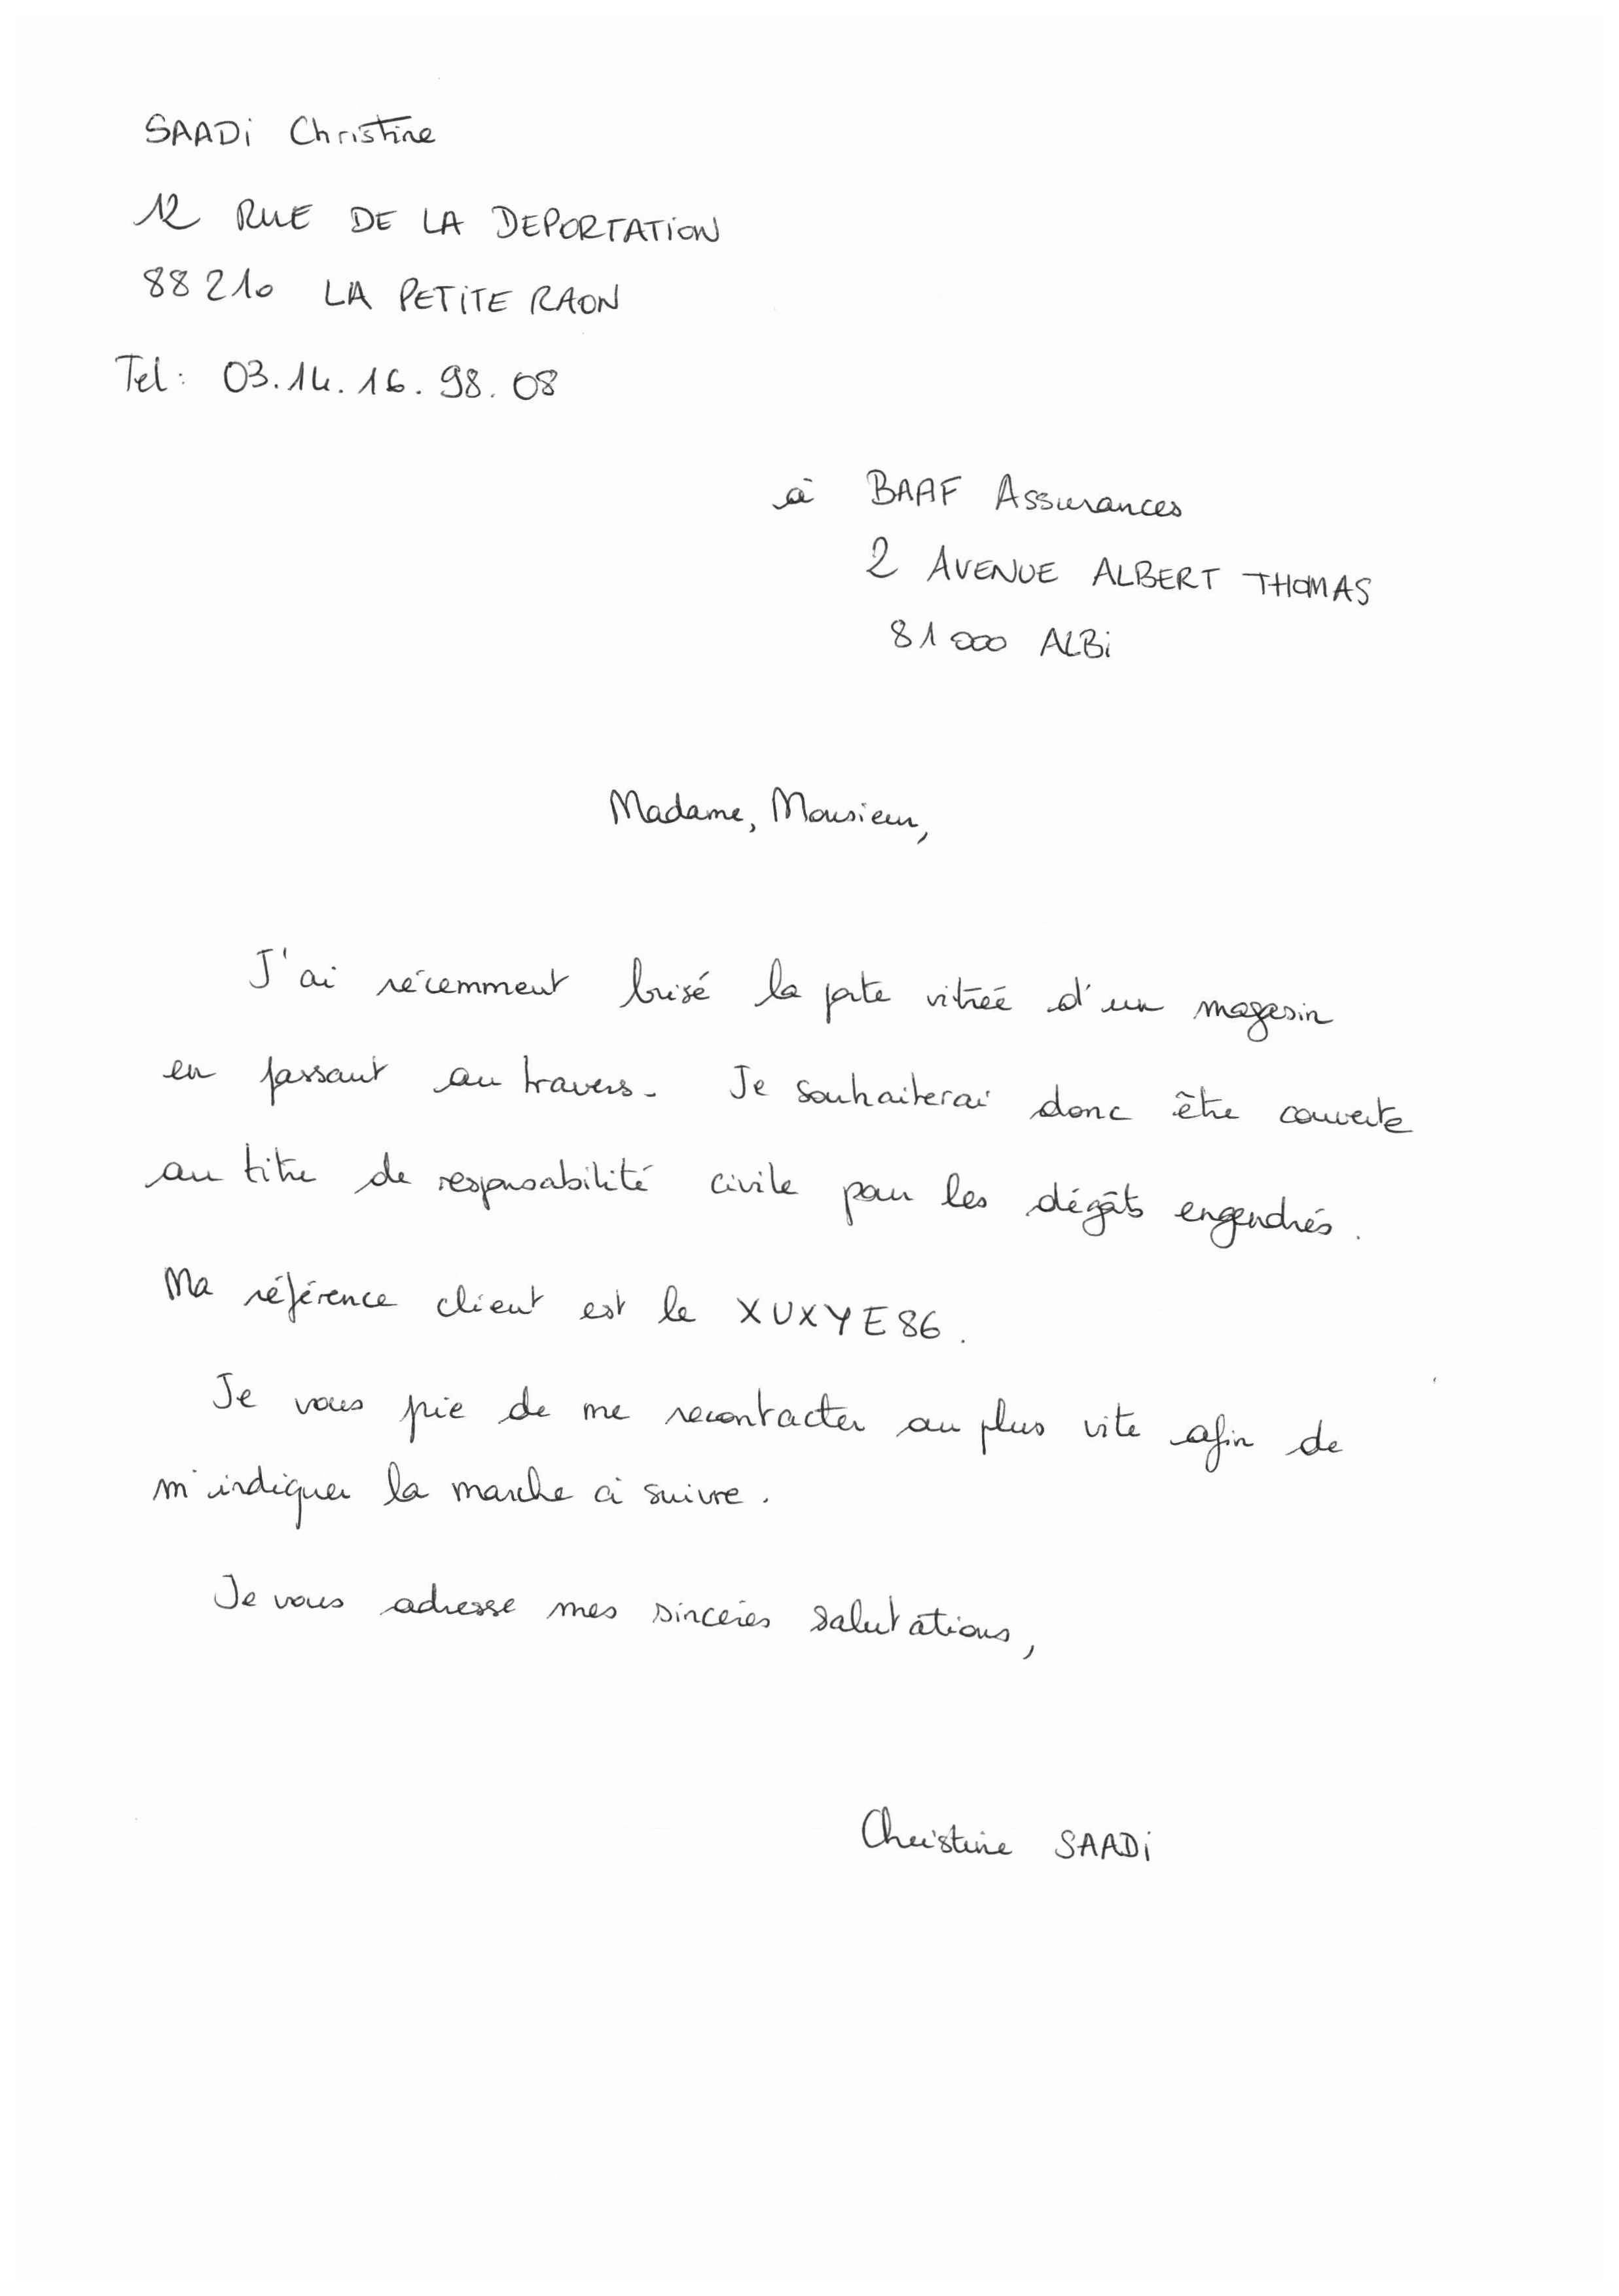 SAADi Christine
12 RUE DE LA DEPORTATiON
88210 LA PETiTE RAON
Tel: 03.14.16.98.08
à BAAF Assurances
2 AVENUE ALBERT THOMAS
81000 ALBi
Madame, Monsieur,
J'ai récemment brisé la porte vitrée d'un magasin
en passant au travers. Je souhaiterai donc être couverte
au titre de responsabilité civile pour les dégâts engendrés.
Ma référence client est le XUXYE86.
Je vous prie de me recontacter au plus vite afin de
m'indiquer la marche à suivre.
Je vous adresse mes sincères salutations,
Christine SAADi